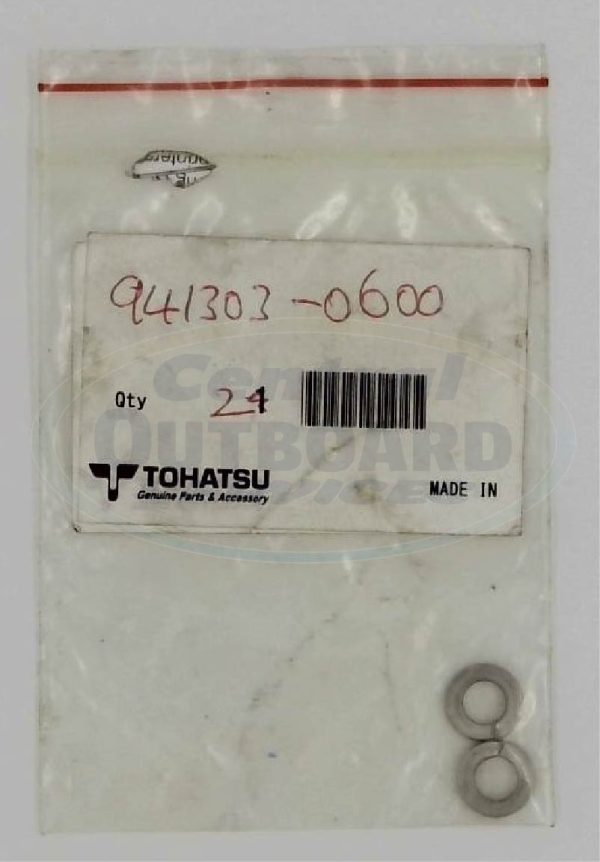 941303-0600
Qty 24
TOHATSU
Genuine Parts & Accessory
MADE IN
Central
OUTBOARD